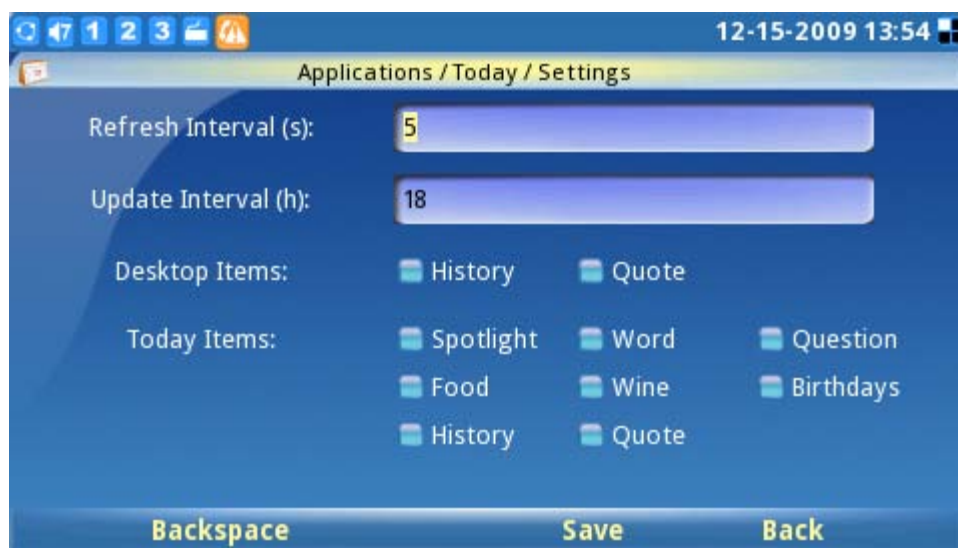 7 1 2 3 12-15-2009 13:54
Applications / Today / Settings
Refresh Interval (s): 5
Update Interval (h): 18
Desktop Items: History Quote
Today Items: Spotlight Word Question
Food Wine Birthdays
History Quote
Backspace Save Back